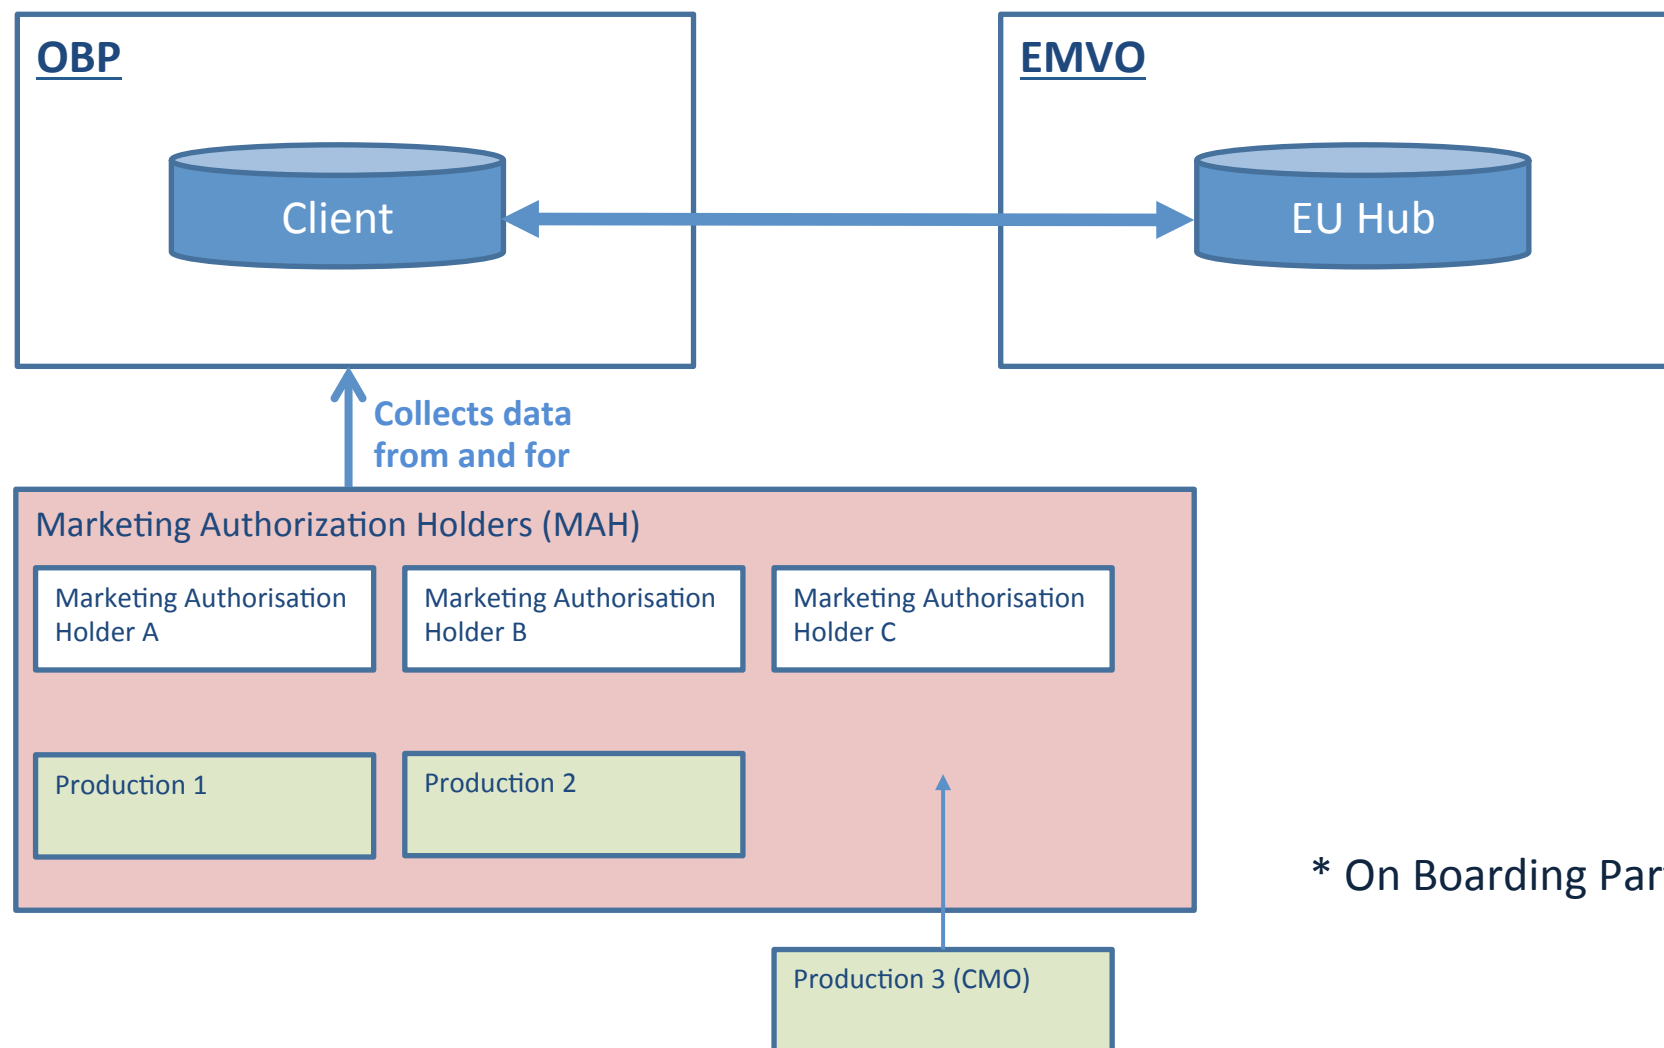 OBP
EMVO
Client
EU Hub
Collects data
from and for
Marketing Authorization Holders (MAH)
Marketing Authorisation
Holder A
Marketing Authorisation
Holder B
Marketing Authorisation
Holder C
Production 1
Production 2
* On Boarding
Production 3 (CMO)